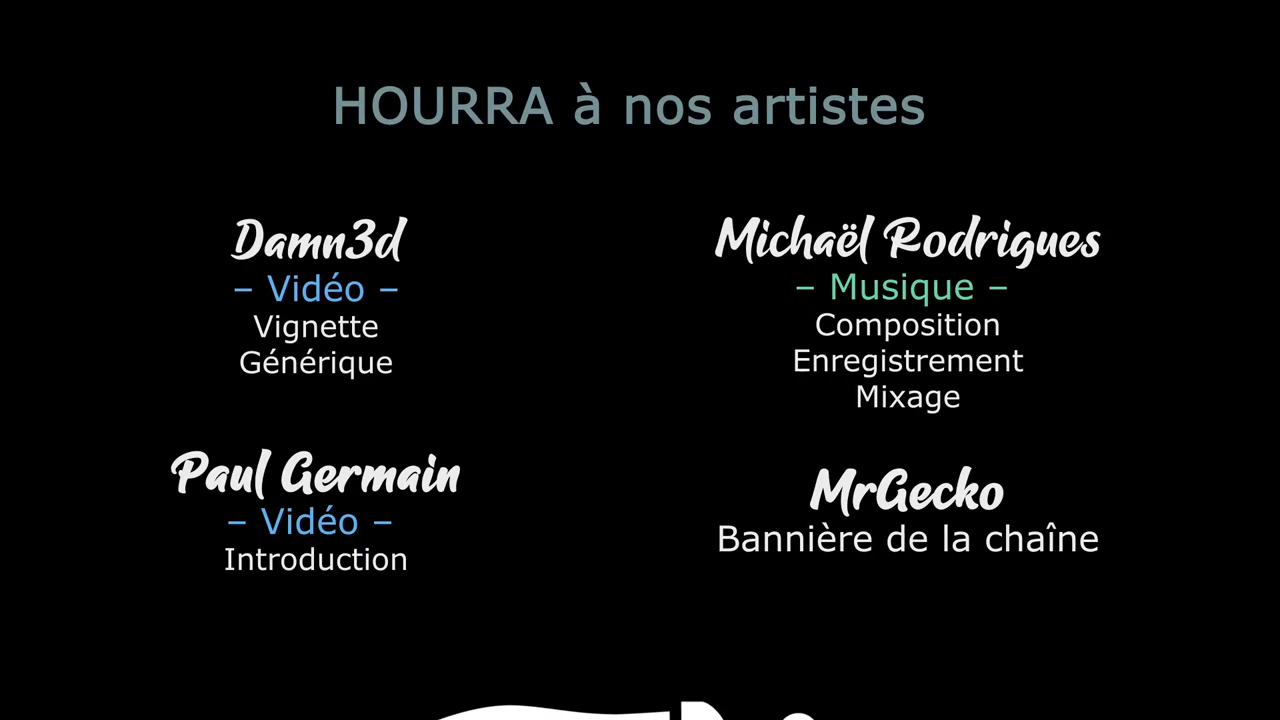 HOURRA à nos artistes
Damn3d
– Vidéo –
Vignette
Générique
Michaël Rodrigues
– Musique –
Composition
Enregistrement
Mixage
Paul Germain
– Vidéo –
Introduction
MrGecko
Bannière de la chaîne